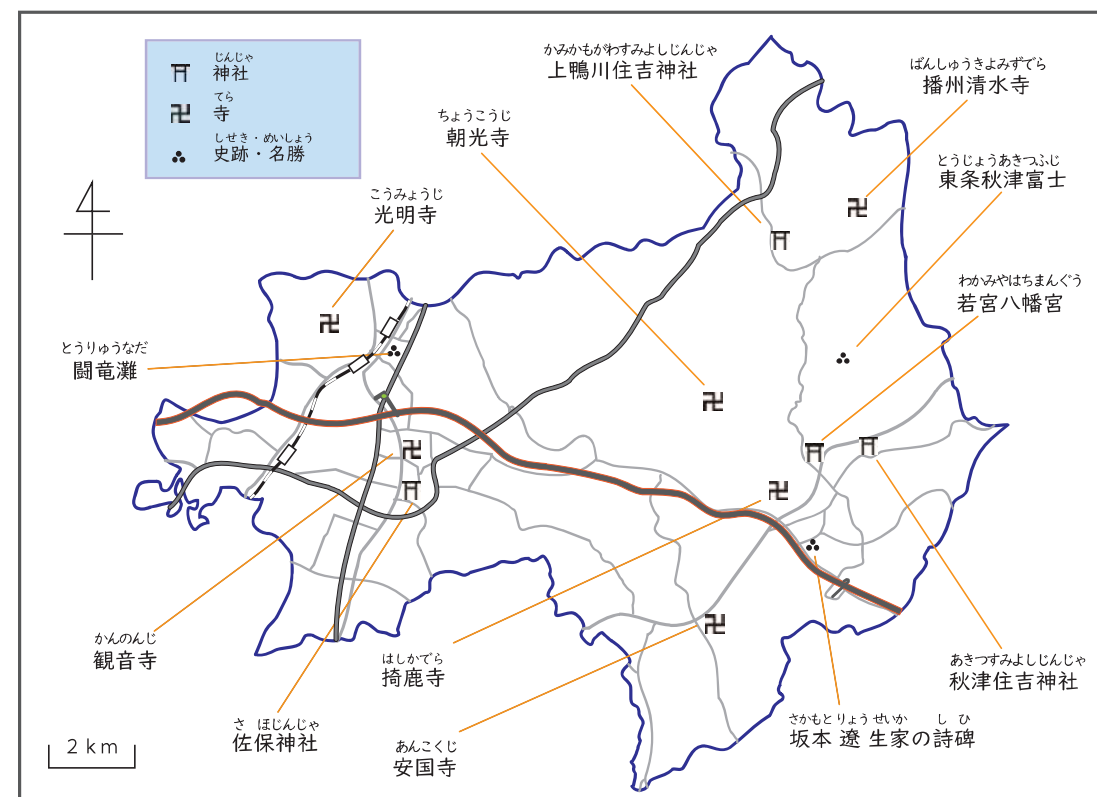 じんじゃ
神社
てら
寺
しせき・めいしょう
史跡・名勝
かみかもがわすみよしじんじゃ
上鴨川住吉神社
ばんしゅうきよみずでら
播州清水寺
ちょうこうじ
朝光寺
とうじょうあきつふじ
東条秋津富士
こうみょうじ
光明寺
わかみやはちまんぐう
若宮八幡宮
とうりゅうなだ
闘竜灘
かんのんじ
観音寺
はしかでら
掎鹿寺
あきつすみよしじんじゃ
秋津住吉神社
さほじんじゃ
佐保神社
あんこくじ
安国寺
さかもと りょう せいか し ひ
坂本 遼 生家の詩碑
2km